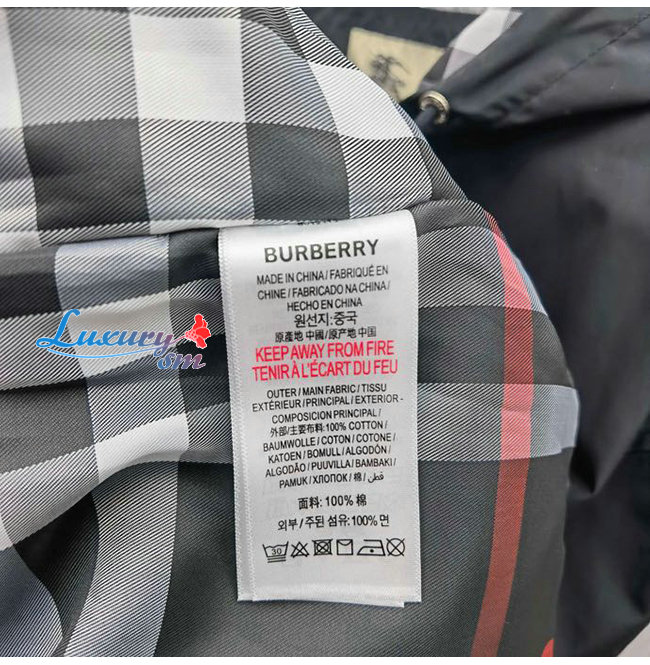 BURBERRY
MADE IN CHINA / FABRIQUÉ EN
CHINE / FABRICADO NA CHINA /
HECHO EN CHINA
원선지:중국
原產地 中國/原产地 中国
KEEP AWAY FROM FIRE
TENIR À L'ÉCART DU FEU
OUTER / MAIN FABRIC / TISSU
EXTÉRIEUR / PRINCIPAL / EXTERIOR -
COMPOSICION PRINCIPAL /
外部/主要布料: 100% COTTON /
BAUMWOLLE / COTON / COTONE /
KATOEN / BOMULL / ALGODÓN /
ALGODÃO / PUUVILLA / BAMBAKI /
PAMUK / ХЛОПОК / 棉 / قطن
面料: 100% 棉
외부 / 주된 섬유: 100% 면
30
Luxury
sm